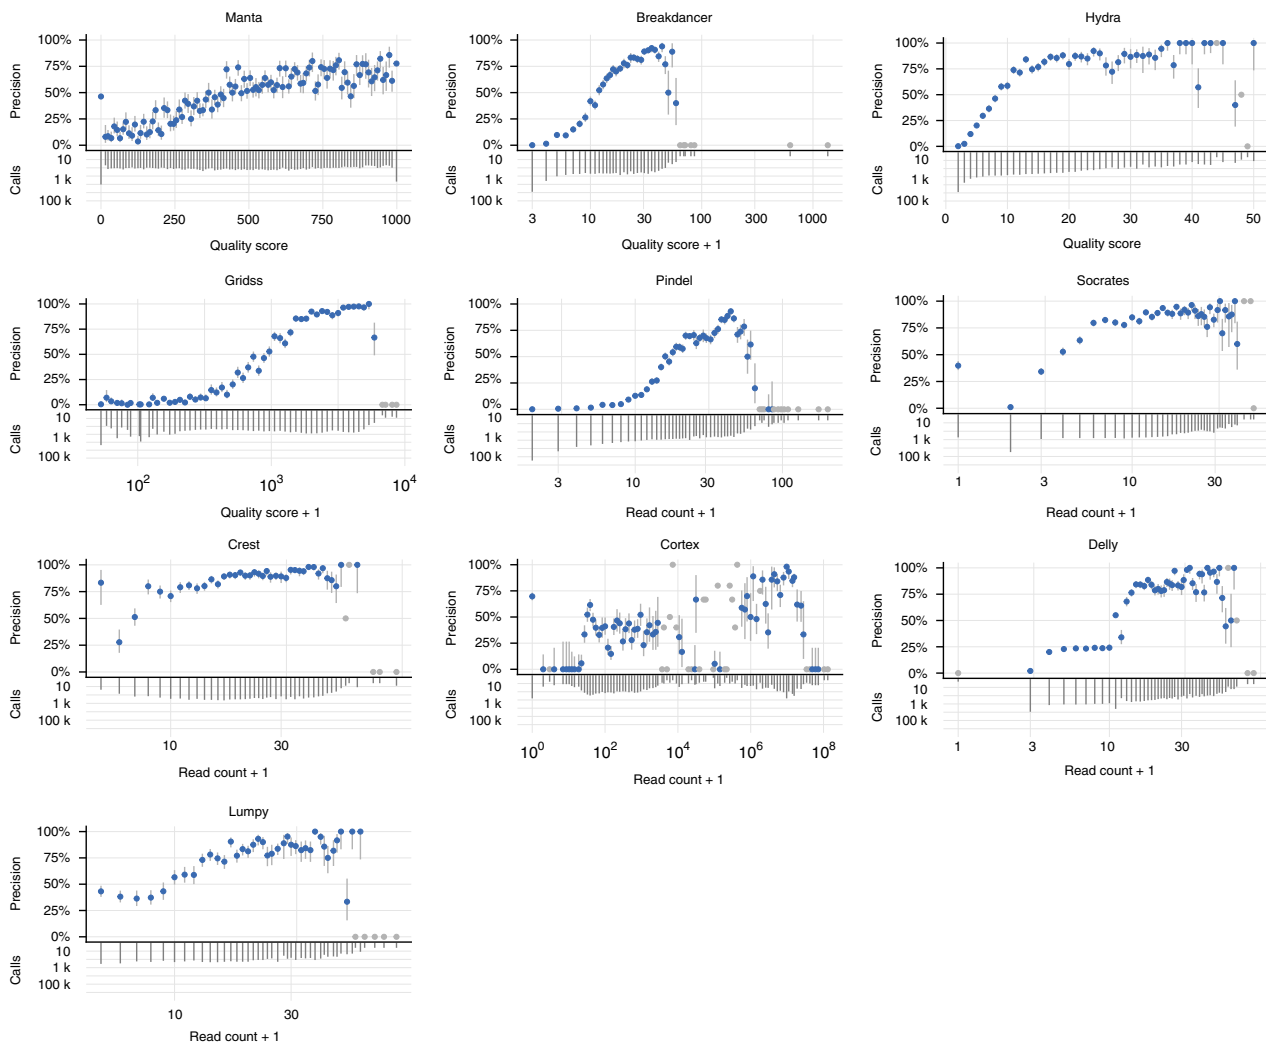 Manta
100%
75%
50%
25%
0%
Precision
10
1 k
100 k
Calls
0 250 500 750 1000
Quality score
Breakdancer
100%
75%
50%
25%
0%
Precision
10
1 k
100 k
Calls
3 10 30 100 300 1000
Quality score + 1
Hydra
100%
75%
50%
25%
0%
Precision
10
1 k
100 k
Calls
0 10 20 30 40 50
Quality score
Gridss
100%
75%
50%
25%
0%
Precision
10
1 k
100 k
Calls
10² 10³ 10⁴
Quality score + 1
Pindel
100%
75%
50%
25%
0%
Precision
10
1 k
100 k
Calls
3 10 30 100
Read count + 1
Socrates
100%
75%
50%
25%
0%
Precision
10
1 k
100 k
Calls
1 3 10 30
Read count + 1
Crest
100%
75%
50%
25%
0%
Precision
10
1 k
100 k
Calls
10 30
Read count + 1
Cortex
100%
75%
50%
25%
0%
Precision
10
1 k
100 k
Calls
10⁰ 10² 10⁴ 10⁶ 10⁸
Read count + 1
Delly
100%
75%
50%
25%
0%
Precision
10
1 k
100 k
Calls
1 3 10 30
Read count + 1
Lumpy
100%
75%
50%
25%
0%
Precision
10
1 k
100 k
Calls
10 30
Read count + 1